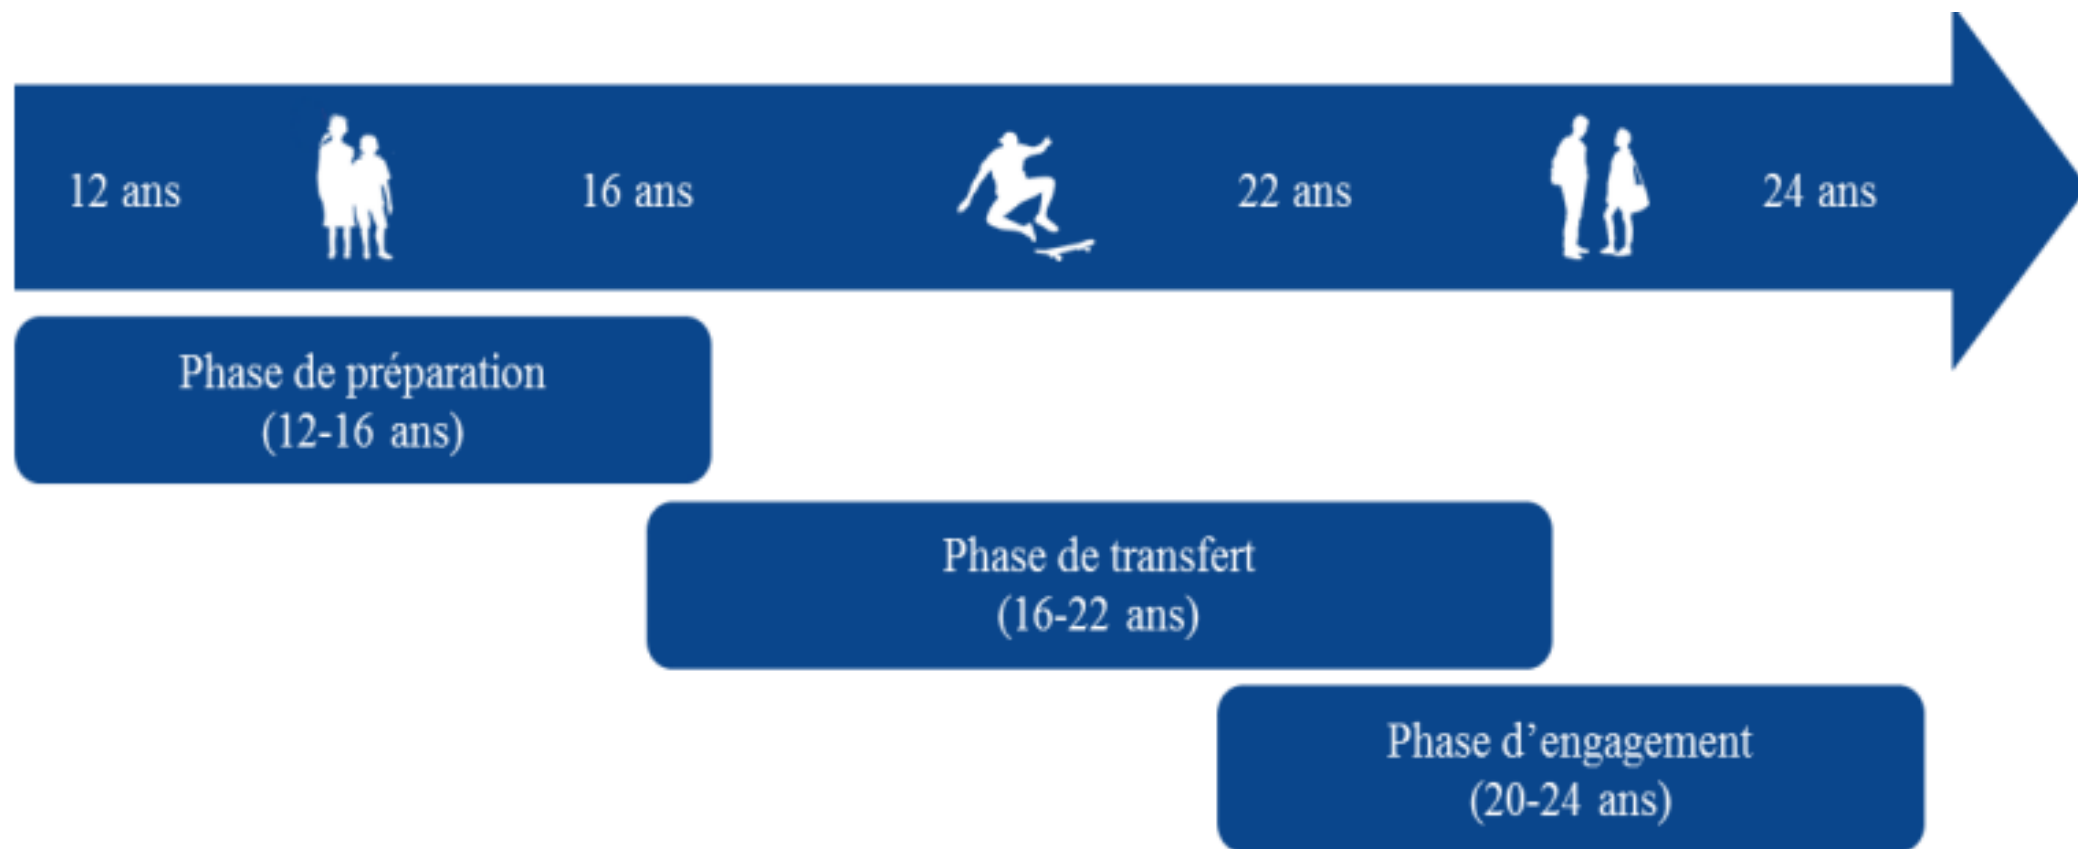 12 ans
16 ans
22 ans
24 ans
Phase de préparation
(12-16 ans)
Phase de transfert
(16-22 ans)
Phase d’engagement
(20-24 ans)